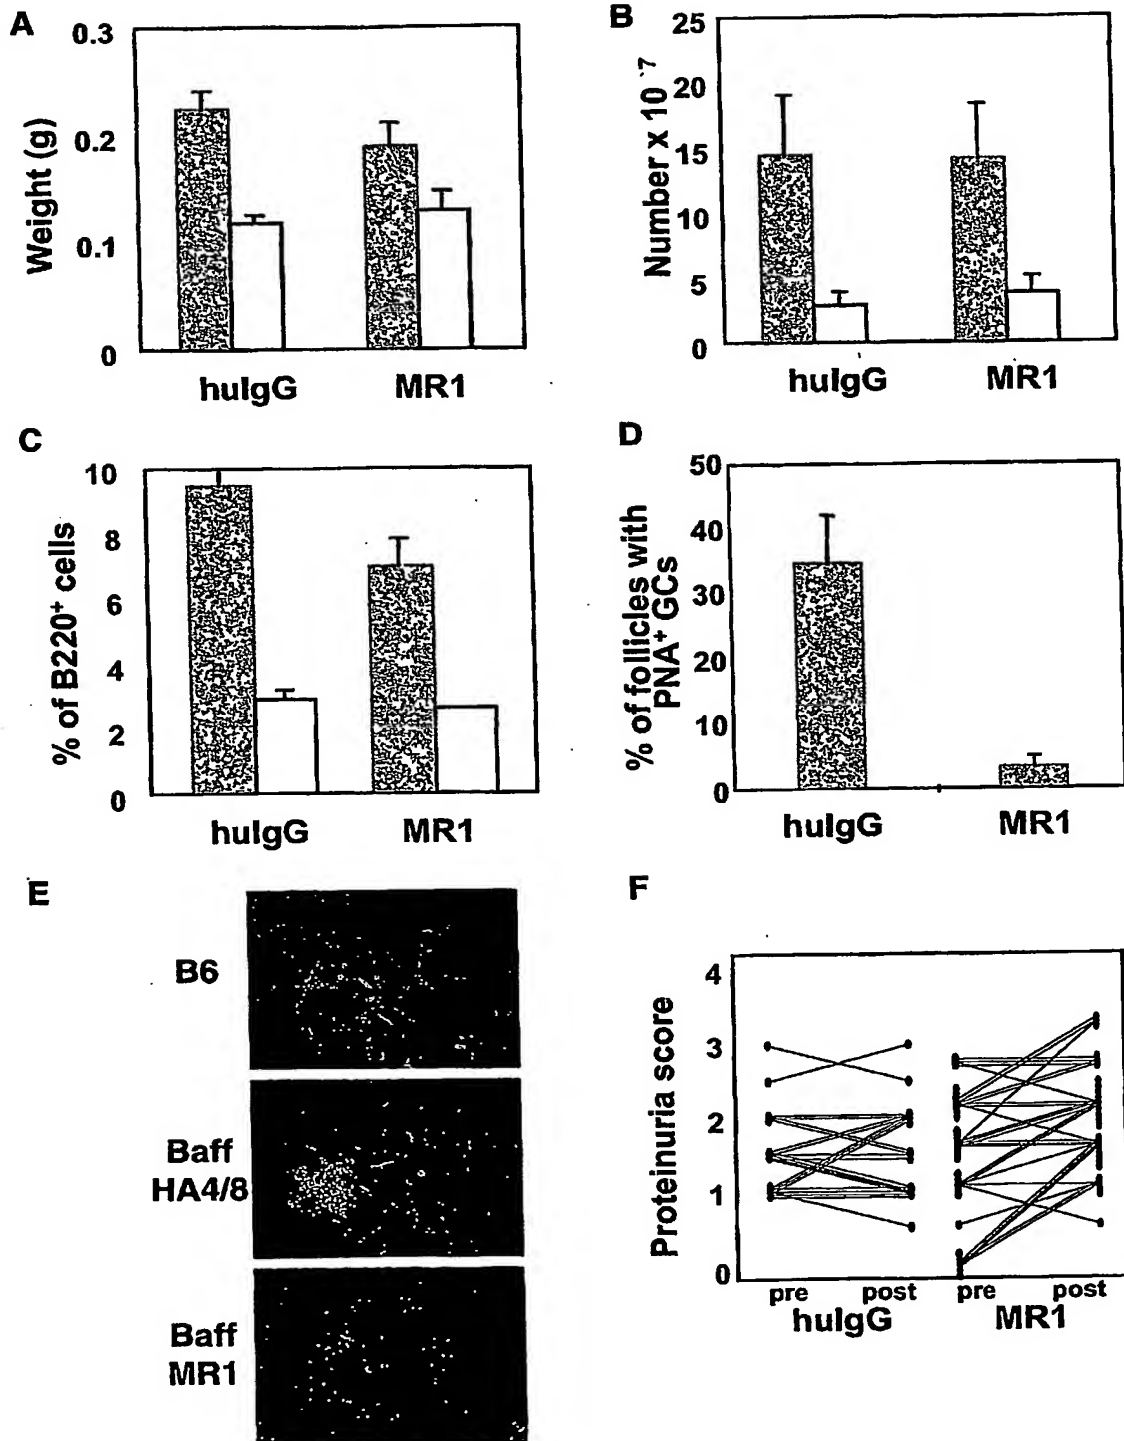 A
0.3
0.2
0.1
0
Weight (g)
huIgG
MR1
B
25
20
15
10
5
0
Number x 10 -7
huIgG
MR1
C
10
8
6
4
2
0
% of B220+ cells
huIgG
MR1
D
50
40
30
20
10
0
% of follicles with
PNA+ GCs
huIgG
MR1
E
B6
Baff
HA4/8
Baff
MR1
F
4
3
2
1
0
Proteinuria score
pre post pre post
huIgG MR1